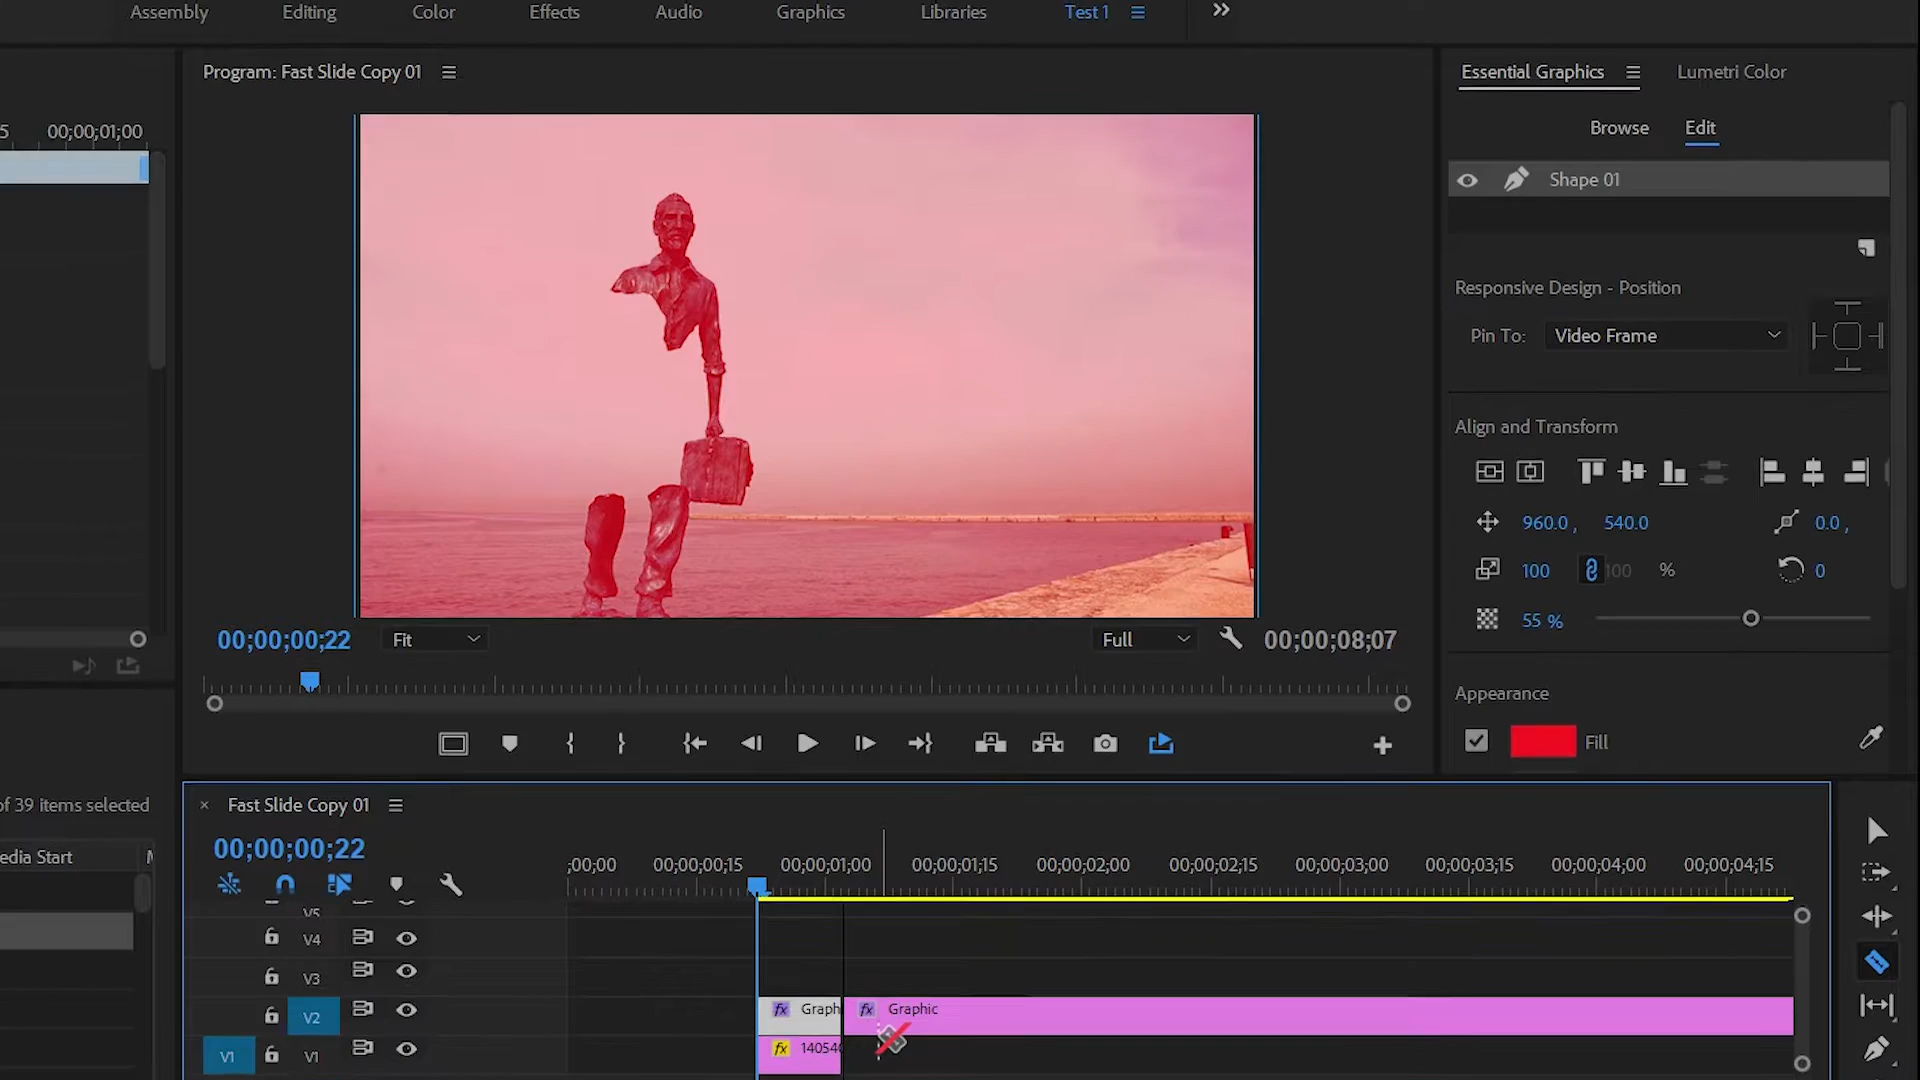 Assembly
Editing
Color
Effects
Audio
Graphics
Libraries
Test 1
Program: Fast Slide Copy 01
Essential Graphics
Lumetri Color
5
00;00;01;00
Browse
Edit
Shape 01
Responsive Design - Position
Pin To:
Video Frame
Align and Transform
960.0 ,
540.0
0.0 ,
100
100
%
0
55 %
00;00;00;22
Fit
Full
00;00;08;07
Appearance
Fill
of 39 items selected
Fast Slide Copy 01
00;00;00;22
edia Start
;00;00
00;00;00;15
00;00;01;00
00;00;01;15
00;00;02;00
00;00;02;15
00;00;03;00
00;00;03;15
00;00;04;00
00;00;04;15
V5
V4
V3
V2
fx Graph
fx Graphic
V1
V1
fx 14054